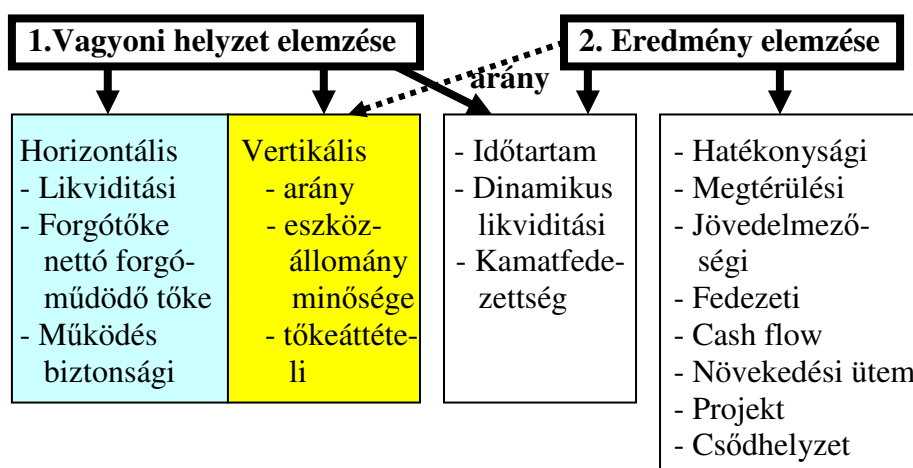 1.Vagyoni helyzet elemzése
2. Eredmény elemzése
arány
Horizontális
- Likviditási
- Forgótőke
nettó forgó-
műdödő tőke
- Működés
biztonsági
Vertikális
- arány
- eszköz-
állomány
minősége
- tőkeáttéte-
li
- Időtartam
- Dinamikus
likviditási
- Kamatfede-
zettség
- Hatékonysági
- Megtérülési
- Jövedelmező-
ségi
- Fedezeti
- Cash flow
- Növekedési ütem
- Projekt
- Csődhelyzet